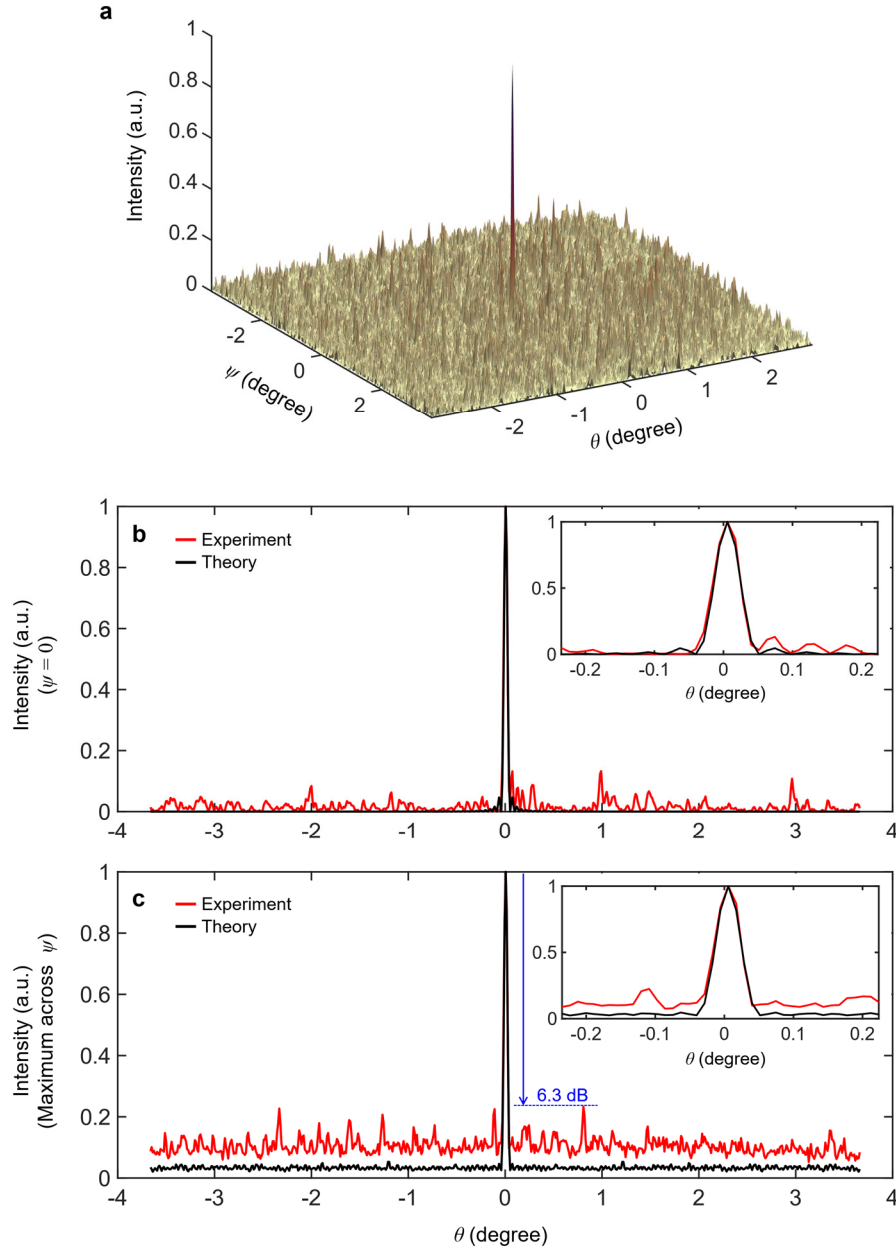 a
Intensity (a.u.)
1
0.8
0.6
0.4
0.2
0
-2
0
2
ψ (degree)
-2
-1
0
1
2
θ (degree)
b
Experiment
Theory
Intensity (a.u.)
(ψ = 0)
1
0.8
0.6
0.4
0.2
0
-4 -3 -2 -1 0 1 2 3 4
1
0.5
0
-0.2 -0.1 0 0.1 0.2
θ (degree)
c
Experiment
Theory
Intensity (a.u.)
(Maximum across ψ)
1
0.8
0.6
0.4
0.2
0
6.3 dB
1
0.5
0
-0.2 -0.1 0 0.1 0.2
θ (degree)
-4 -3 -2 -1 0 1 2 3 4
θ (degree)